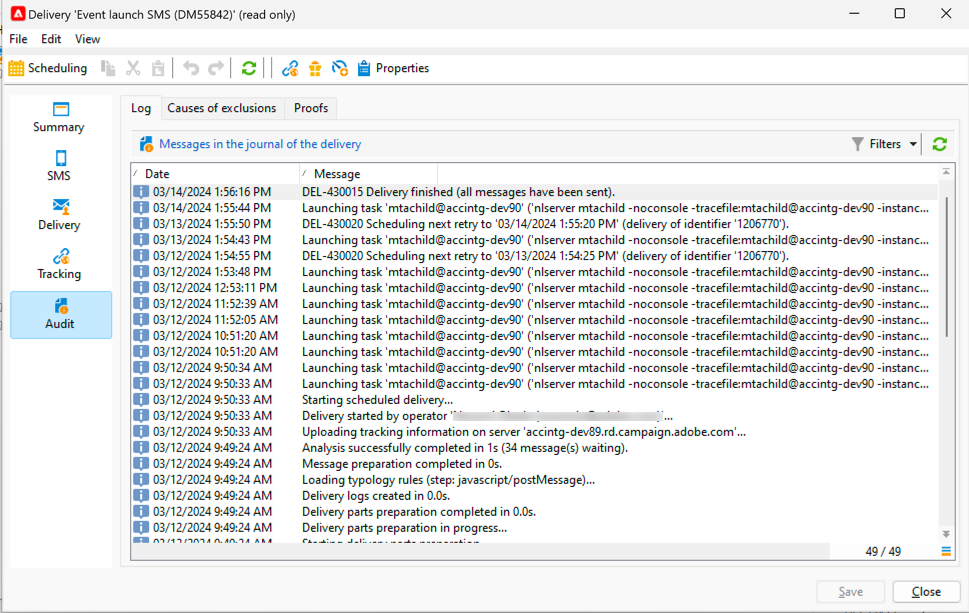 Delivery 'Event launch SMS (DM55842)' (read only)
File Edit View
Scheduling Properties
Summary
SMS
Delivery
Tracking
Audit
Log Causes of exclusions Proofs
Messages in the journal of the delivery Filters
Date Message
03/14/2024 1:56:16 PM DEL-430015 Delivery finished (all messages have been sent).
03/14/2024 1:55:44 PM Launching task 'mtachild@accintg-dev90' ('nlserver mtachild -noconsole -tracefile:mtachild@accintg-dev90 -instanc...
03/13/2024 1:55:50 PM DEL-430020 Scheduling next retry to '03/14/2024 1:55:20 PM' (delivery of identifier '1206770').
03/13/2024 1:54:43 PM Launching task 'mtachild@accintg-dev90' ('nlserver mtachild -noconsole -tracefile:mtachild@accintg-dev90 -instanc...
03/12/2024 1:54:55 PM DEL-430020 Scheduling next retry to '03/13/2024 1:54:25 PM' (delivery of identifier '1206770').
03/12/2024 1:53:48 PM Launching task 'mtachild@accintg-dev90' ('nlserver mtachild -noconsole -tracefile:mtachild@accintg-dev90 -instanc...
03/12/2024 12:53:11 PM Launching task 'mtachild@accintg-dev90' ('nlserver mtachild -noconsole -tracefile:mtachild@accintg-dev90 -instanc...
03/12/2024 11:52:39 AM Launching task 'mtachild@accintg-dev90' ('nlserver mtachild -noconsole -tracefile:mtachild@accintg-dev90 -instanc...
03/12/2024 11:52:05 AM Launching task 'mtachild@accintg-dev90' ('nlserver mtachild -noconsole -tracefile:mtachild@accintg-dev90 -instanc...
03/12/2024 10:51:20 AM Launching task 'mtachild@accintg-dev90' ('nlserver mtachild -noconsole -tracefile:mtachild@accintg-dev90 -instanc...
03/12/2024 10:51:20 AM Launching task 'mtachild@accintg-dev90' ('nlserver mtachild -noconsole -tracefile:mtachild@accintg-dev90 -instanc...
03/12/2024 9:50:34 AM Launching task 'mtachild@accintg-dev90' ('nlserver mtachild -noconsole -tracefile:mtachild@accintg-dev90 -instanc...
03/12/2024 9:50:33 AM Launching task 'mtachild@accintg-dev90' ('nlserver mtachild -noconsole -tracefile:mtachild@accintg-dev90 -instanc...
03/12/2024 9:50:33 AM Starting scheduled delivery...
03/12/2024 9:50:33 AM Delivery started by operator '...
03/12/2024 9:50:33 AM Uploading tracking information on server 'accintg-dev89.rd.campaign.adobe.com'...
03/12/2024 9:49:24 AM Analysis successfully completed in 1s (34 message(s) waiting).
03/12/2024 9:49:24 AM Message preparation completed in 0s.
03/12/2024 9:49:24 AM Loading typology rules (step: javascript/postMessage)...
03/12/2024 9:49:24 AM Delivery logs created in 0.0s.
03/12/2024 9:49:24 AM Delivery parts preparation completed in 0.0s.
03/12/2024 9:49:24 AM Delivery parts preparation in progress...
03/12/2024 9:49:24 AM Starting delivery parts preparation
49 / 49
Save Close